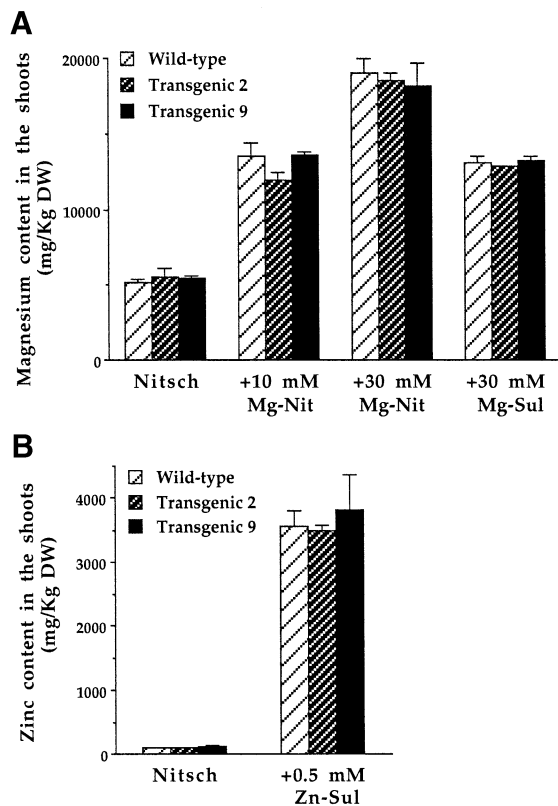 A
Magnesium content in the shoots
(mg/Kg DW)
20000
10000
0
Wild-type
Transgenic 2
Transgenic 9
Nitsch
+10 mM
Mg-Nit
+30 mM
Mg-Nit
+30 mM
Mg-Sul
B
Zinc content in the shoots
(mg/Kg DW)
4000
3000
2000
1000
0
Wild-type
Transgenic 2
Transgenic 9
Nitsch
+0.5 mM
Zn-Sul